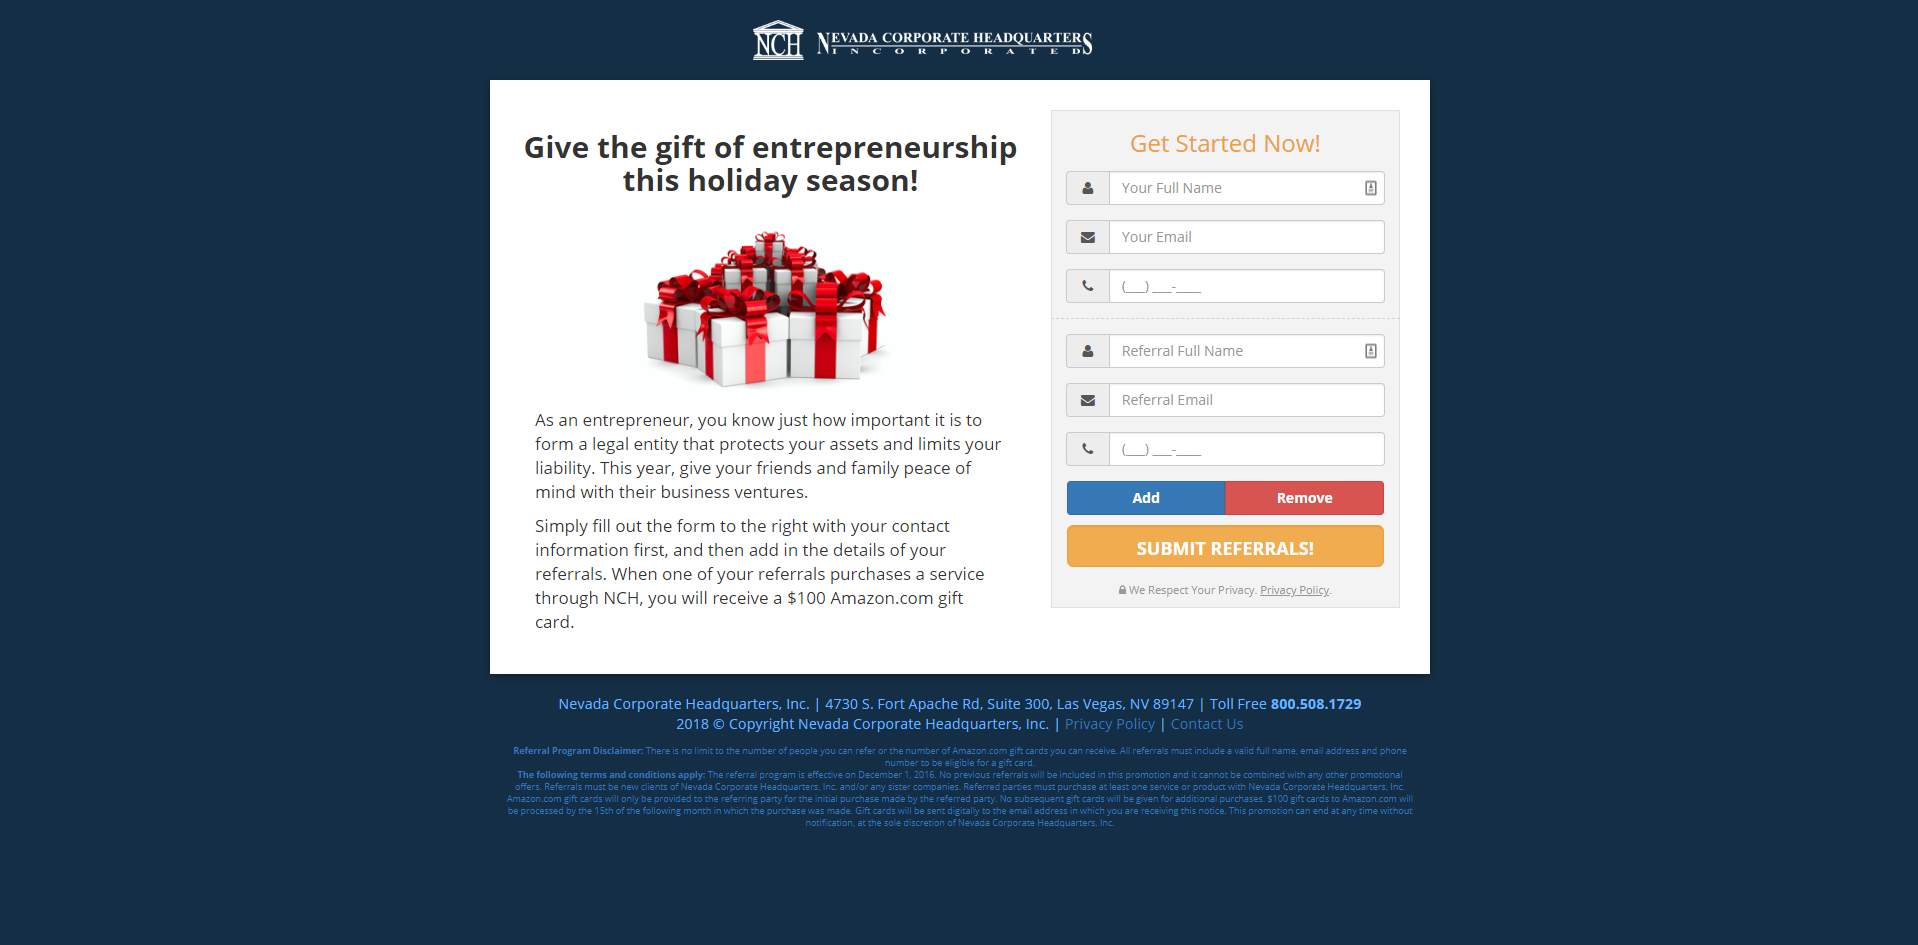 NCH NEVADA CORPORATE HEADQUARTERS
INCORPORATED
Give the gift of entrepreneurship
this holiday season!
As an entrepreneur, you know just how important it is to
form a legal entity that protects your assets and limits your
liability. This year, give your friends and family peace of
mind with their business ventures.
Simply fill out the form to the right with your contact
information first, and then add in the details of your
referrals. When one of your referrals purchases a service
through NCH, you will receive a $100 Amazon.com gift
card.
Get Started Now!
Your Full Name
Your Email
(___) ___-____
Referral Full Name
Referral Email
(___) ___-____
Add Remove
SUBMIT REFERRALS!
We Respect Your Privacy. Privacy Policy.
Nevada Corporate Headquarters, Inc. | 4730 S. Fort Apache Rd, Suite 300, Las Vegas, NV 89147 | Toll Free 800.508.1729
2018 © Copyright Nevada Corporate Headquarters, Inc. | Privacy Policy | Contact Us
Referral Program Disclaimer: There is no limit to the number of people you can refer or the number of Amazon.com gift cards you can receive. All referrals must include a valid full name, email address and phone
number to be eligible for a gift card.
The following terms and conditions apply: The referral program is effective on December 1, 2016. No previous referrals will be included in this promotion and it cannot be combined with any other promotional
offers. Referrals must be new clients of Nevada Corporate Headquarters, Inc. and/or any sister companies. Referred parties must purchase at least one service or product with Nevada Corporate Headquarters, Inc.
Amazon.com gift cards will only be provided to the referring party for the initial purchase made by the referred party. No subsequent gift cards will be given for additional purchases. $100 gift cards to Amazon.com will
be processed by the 15th of the following month in which the purchase was made. Gift cards will be sent digitally to the email address in which you are receiving this notice. This promotion can end at any time without
notification, at the sole discretion of Nevada Corporate Headquarters, Inc.